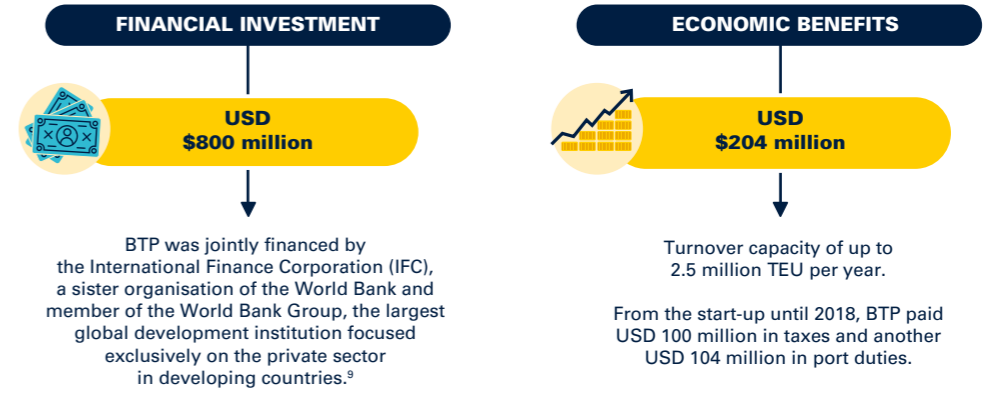 FINANCIAL INVESTMENT
USD
$800 million
BTP was jointly financed by
the International Finance Corporation (IFC),
a sister organisation of the World Bank and
member of the World Bank Group, the largest
global development institution focused
exclusively on the private sector
in developing countries.⁹
ECONOMIC BENEFITS
USD
$204 million
Turnover capacity of up to
2.5 million TEU per year.
From the start-up until 2018, BTP paid
USD 100 million in taxes and another
USD 104 million in port duties.